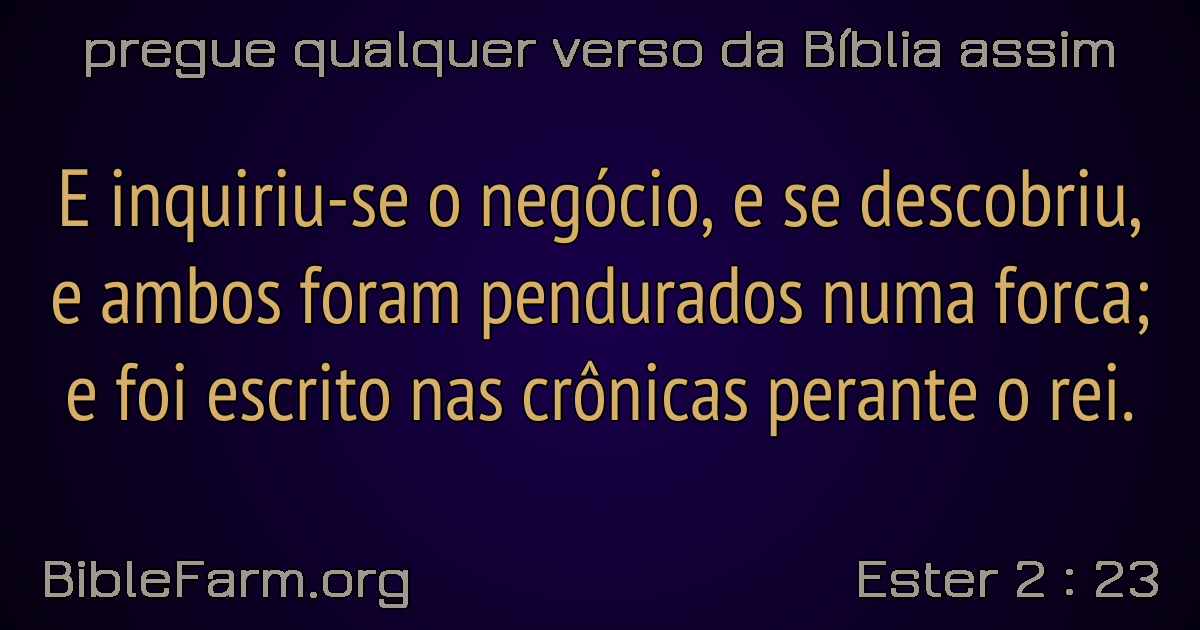 pregue qualquer verso da Bíblia assim
E inquiriu-se o negócio, e se descobriu,
e ambos foram pendurados numa forca;
e foi escrito nas crônicas perante o rei.
BibleFarm.org
Ester 2 : 23